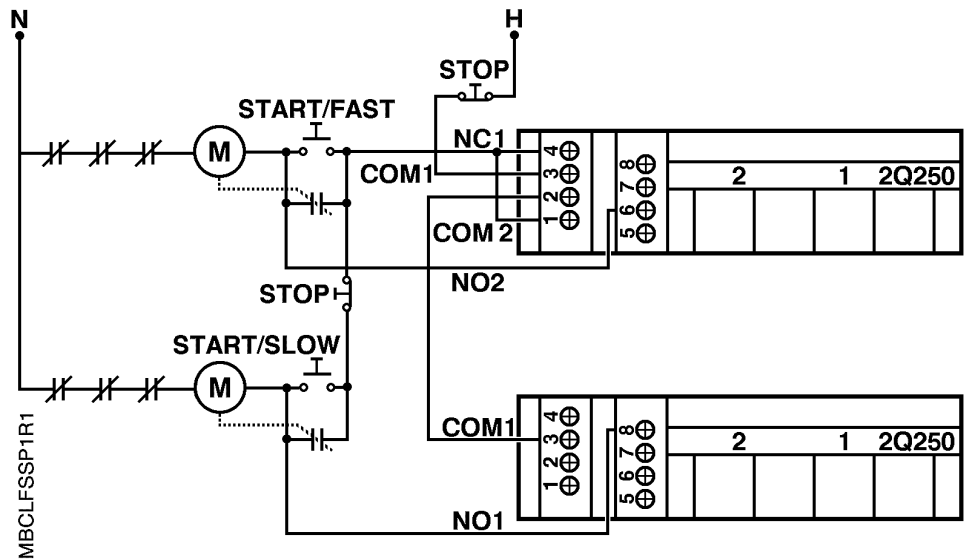 N
H
STOP
START/FAST
NC1
COM1
COM 2
NO2
M
4
3
2
1
8
7
6
5
2 1 2Q250
STOP
START/SLOW
M
COM1
NO1
4
3
2
1
8
7
6
5
2 1 2Q250
MBCLFSSP1R1